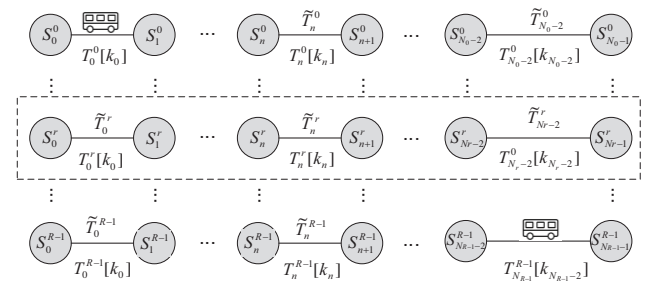 T̃_n^0 T̃_{N_0-2}^0
S_0^0 S_1^0 ... S_n^0 S_{n+1}^0 ... S_{N_0-2}^0 S_{N_0-1}^0
T_0^0[k_0] T_n^0[k_n] T_{N_0-2}^0[k_{N_0-2}]
T̃_0^r T̃_n^r T̃_{Nr-2}^r
S_0^r S_1^r ... S_n^r S_{n+1}^r ... S_{Nr-2}^r S_{Nr-1}^r
T_0^r[k_0] T_n^r[k_n] T_{N_r-2}^0[k_{N_r-2}]
T̃_0^{R-1} T̃_n^{R-1}
S_0^{R-1} S_1^{R-1} ... S_n^{R-1} S_{n+1}^{R-1} ... S_{N_{R-1}-2}^{R-1} S_{N_{R-1}-1}^{R-1}
T_0^{R-1}[k_0] T_n^{R-1}[k_n] T_{N_{R-1}-2}^{R-1}[k_{N_{R-1}-2}]